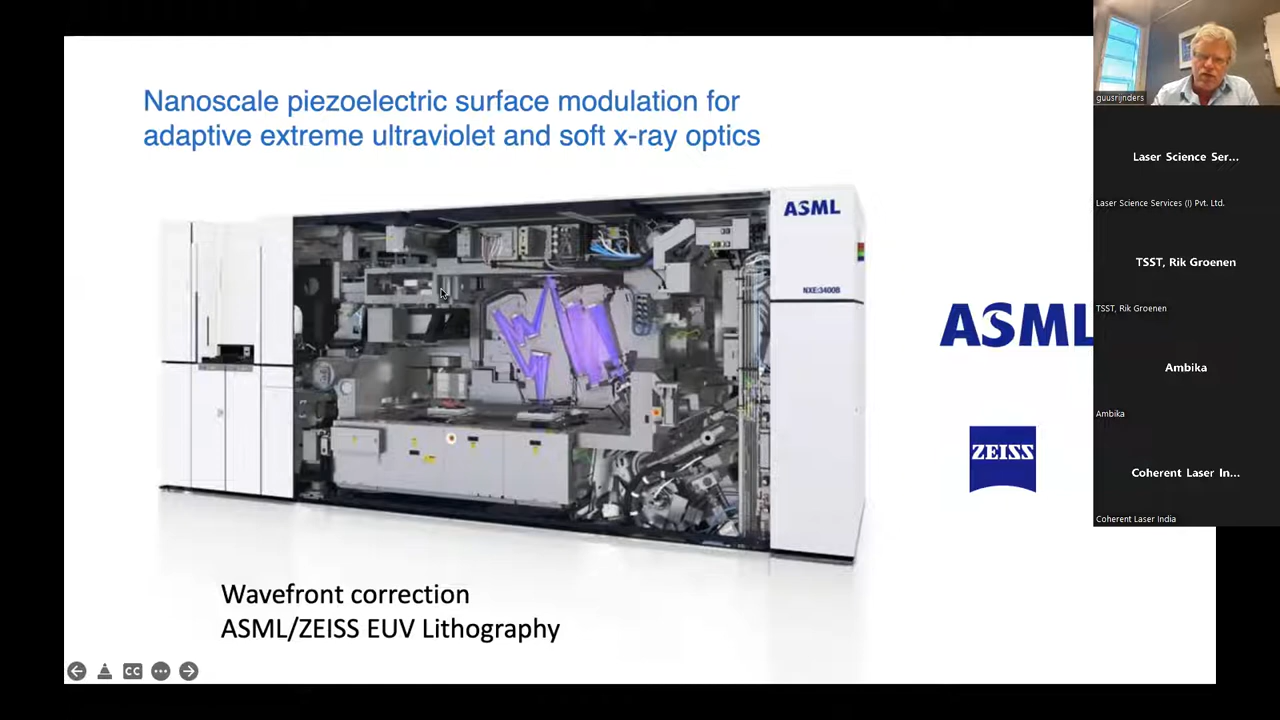 Nanoscale piezoelectric surface modulation for
adaptive extreme ultraviolet and soft x-ray optics
ASML
NXE:3400B
ASML
ZEISS
Wavefront correction
ASML/ZEISS EUV Lithography
CC
guusrijnders
Laser Science Ser...
Laser Science Services (I) Pvt. Ltd.
TSST, Rik Groenen
TSST, Rik Groenen
Ambika
Ambika
Coherent Laser In...
Coherent Laser India